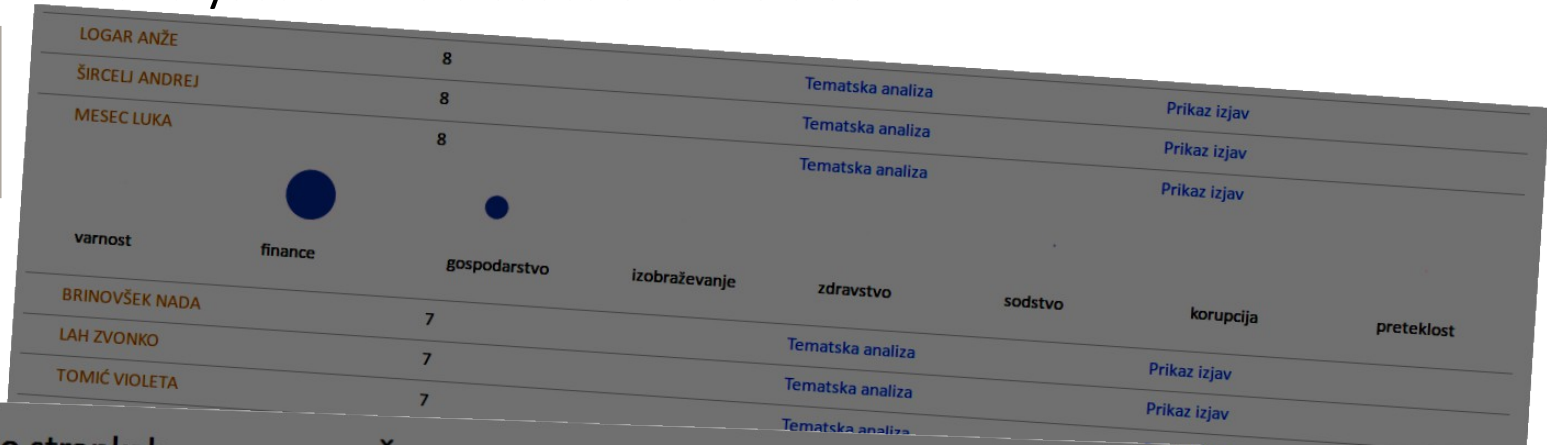 LOGAR ANŽE 8 Tematska analiza Prikaz izjav
ŠIRCELJ ANDREJ 8 Tematska analiza Prikaz izjav
MESEC LUKA 8 Tematska analiza Prikaz izjav
varnost finance gospodarstvo izobraževanje zdravstvo sodstvo korupcija preteklost
BRINOVŠEK NADA 7 Tematska analiza Prikaz izjav
LAH ZVONKO 7 Tematska analiza Prikaz izjav
TOMIĆ VIOLETA 7 Tematska analiza